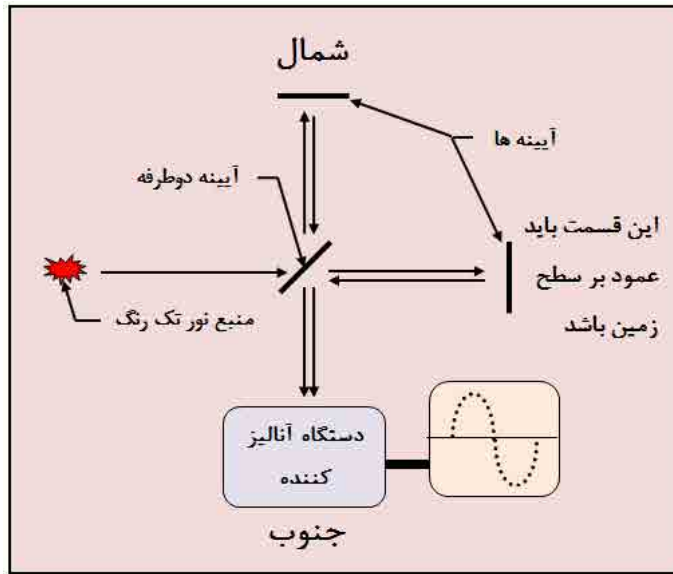 شمال
آیینه ها
آیینه دوطرفه
این قسمت باید
عمود بر سطح
زمین باشد
منبع نور تک رنگ
دستگاه آنالیز
کننده
جنوب